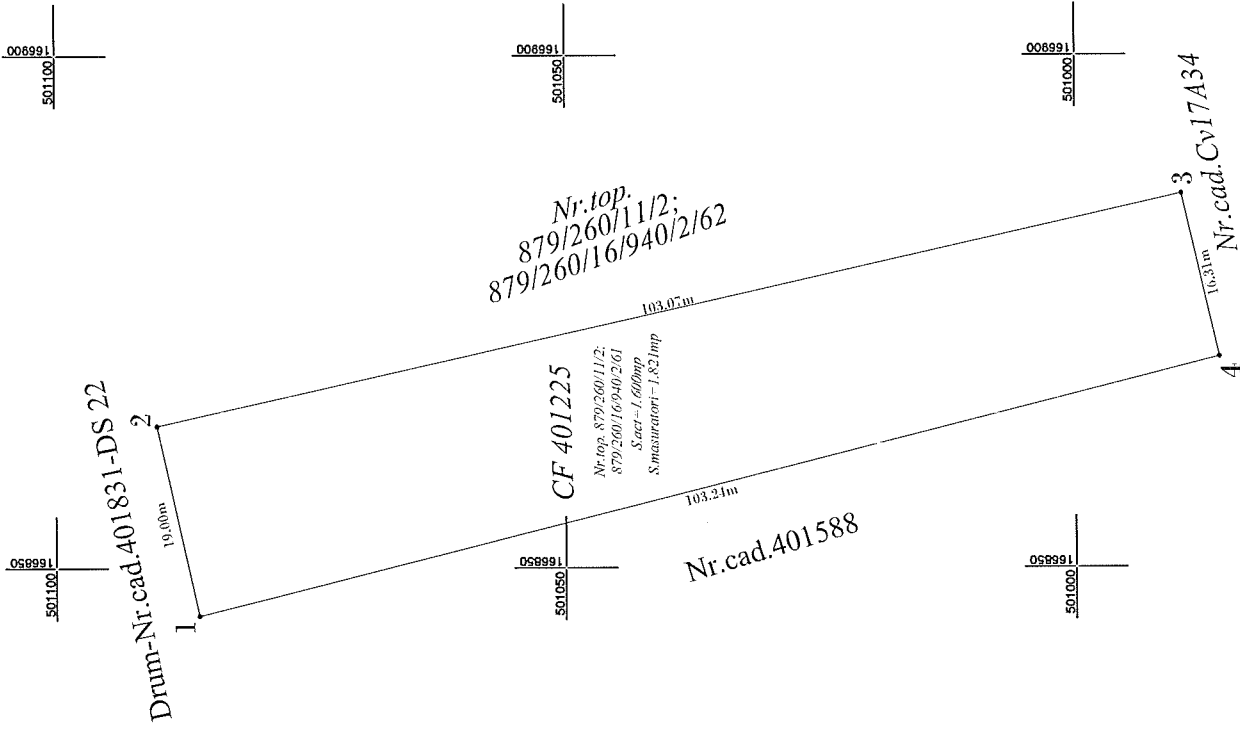 166900
501100
166900
501050
166900
501000
Nr.top.
879/260/11/2;
879/260/16/940/2/62
3
Nr.cad.Cv17A34
103.07m
16.31m
2
Drum-Nr.cad.401831-DS 22
19.00m
CF 401225
Nr.top. 879/260/11/2;
879/260/16/940/2/61
S.act=1.600mp
S.masuratori=1.821mp
4
103.24m
Nr.cad.401588
1
166850
501100
166850
501050
166850
501000